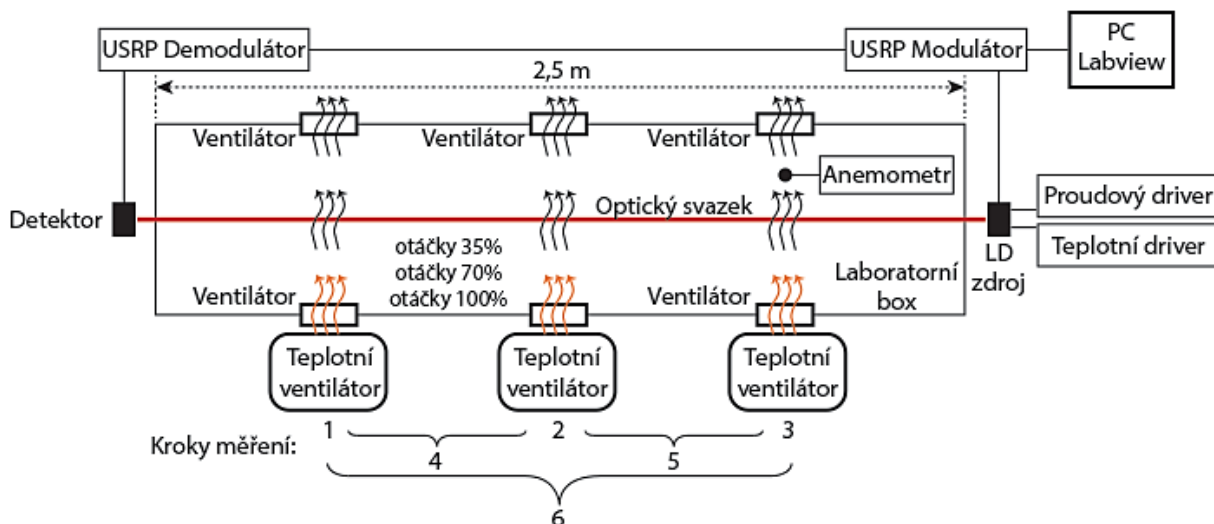 USRP Demodulátor
USRP Modulátor
PC
Labview
2,5 m
Ventilátor
Ventilátor
Ventilátor
Anemometr
Detektor
Optický svazek
Proudový driver
Teplotní driver
LD
zdroj
otáčky 35%
otáčky 70%
otáčky 100%
Laboratorní
box
Ventilátor
Ventilátor
Teplotní
ventilátor
Teplotní
ventilátor
Teplotní
ventilátor
Kroky měření:
1
2
3
4
5
6